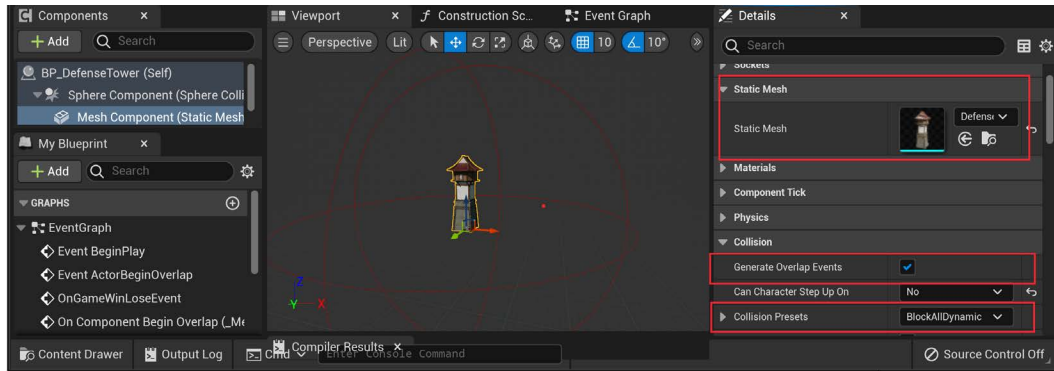 Components
Viewport
Construction Sc...
Event Graph
Details
Add
Search
Perspective
Lit
10
10°
Search
BP_DefenseTower (Self)
Sphere Component (Sphere Colli
Mesh Component (Static Mesh
My Blueprint
Add
Search
GRAPHS
EventGraph
Event BeginPlay
Event ActorBeginOverlap
OnGameWinLoseEvent
On Component Begin Overlap (_Me
Z
Y
X
Sockets
Static Mesh
Static Mesh
Defense
Materials
Component Tick
Physics
Collision
Generate Overlap Events
Can Character Step Up On
No
Collision Presets
BlockAllDynamic
Compiler Results
Content Drawer
Output Log
Cmd
Enter Console Command
Source Control Off